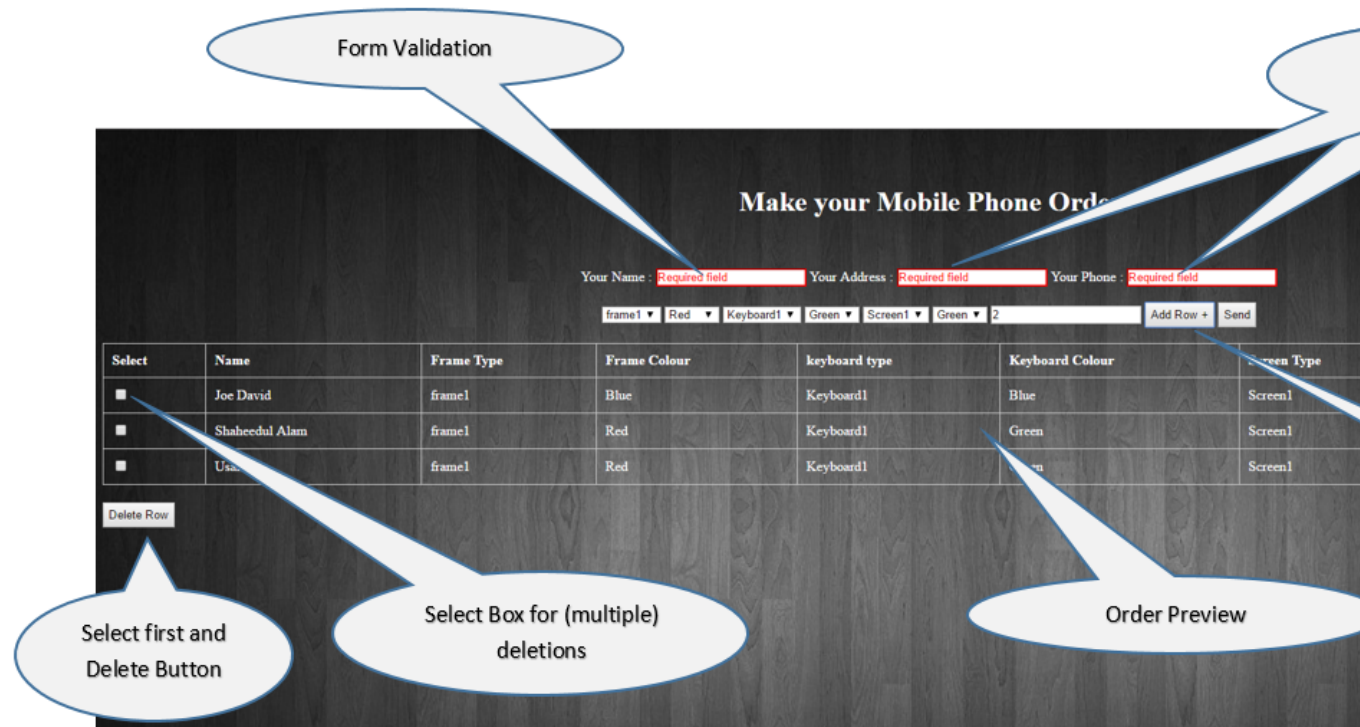 Form Validation
Make your Mobile Phone
Your Name : Required field Your Address : Required field Your Phone : Required field
frame1 Red Keyboard1 Green Screen1 Green 2 Add Row + Send
Select Name Frame Type Frame Colour keyboard type Keyboard Colour Screen Type
Joe David frame1 Blue Keyboard1 Blue Screen1
Shaheedul Alam frame1 Red Keyboard1 Green Screen1
frame1 Red Keyboard1 Screen1
Delete Row
Select first and
Delete Button
Select Box for (multiple)
deletions
Order Preview